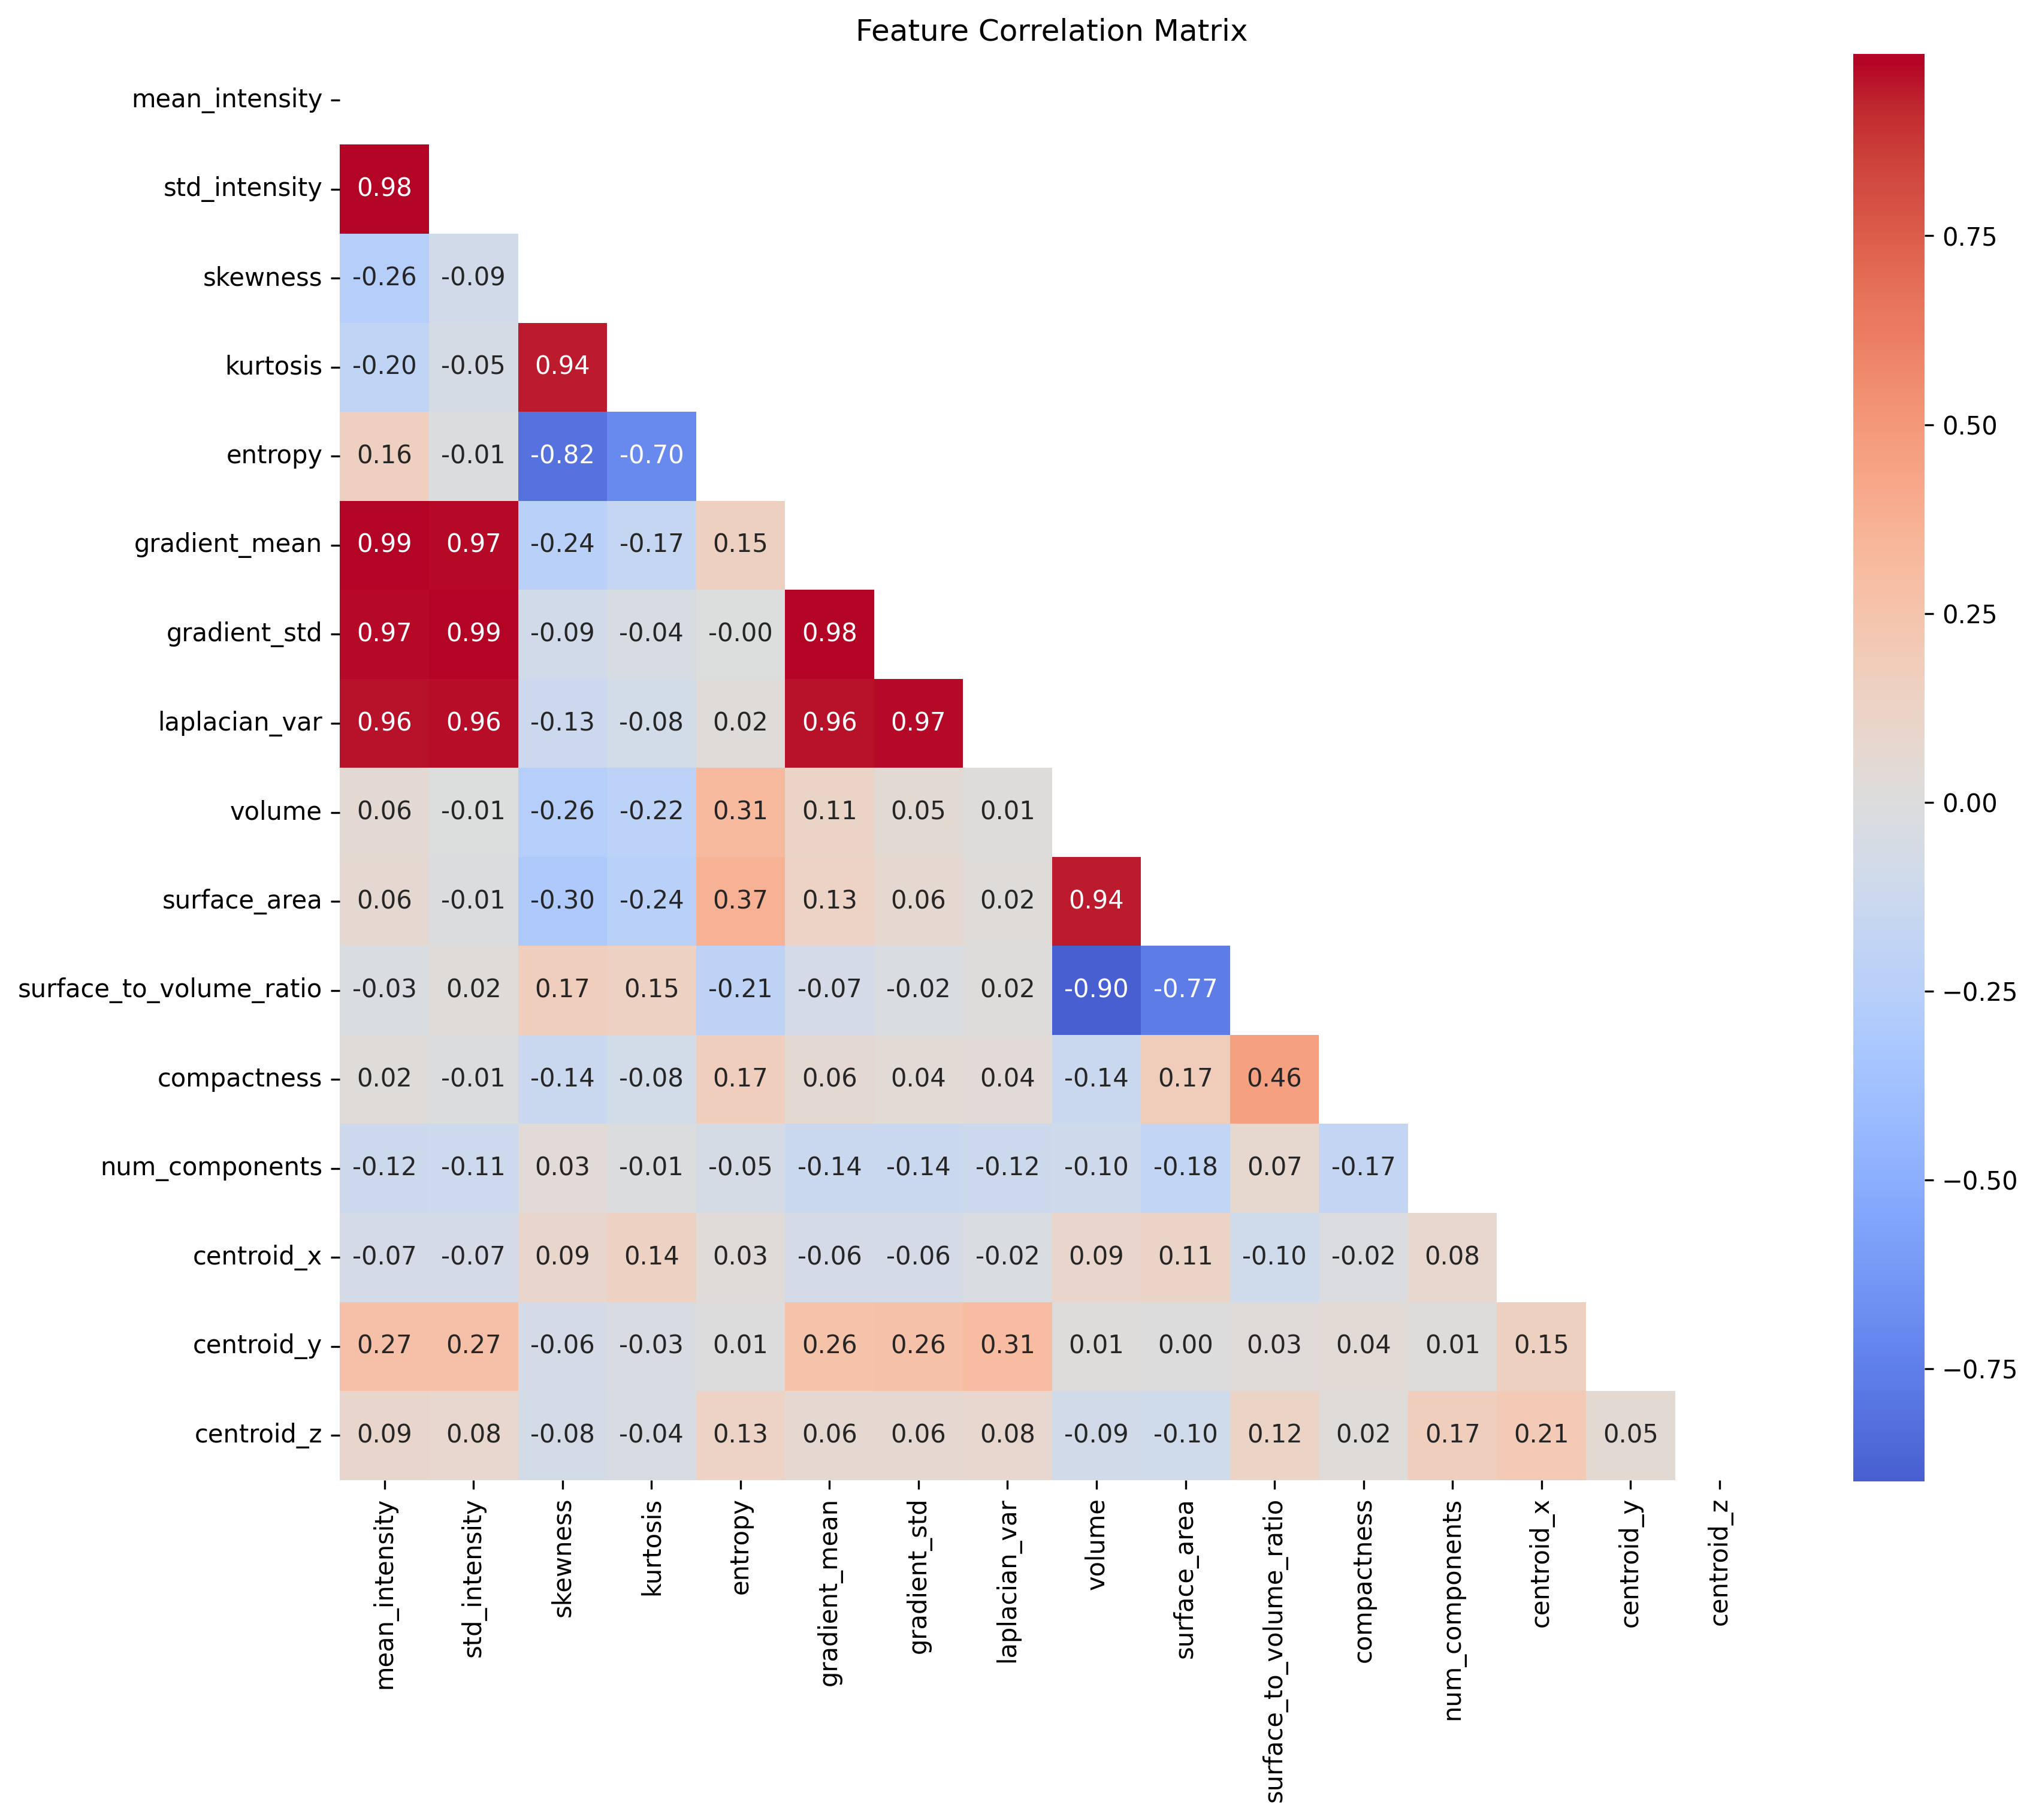 Feature Correlation Matrix
mean_intensity
std_intensity 0.98
skewness -0.26 -0.09
kurtosis -0.20 -0.05 0.94
entropy 0.16 -0.01 -0.82 -0.70
gradient_mean 0.99 0.97 -0.24 -0.17 0.15
gradient_std 0.97 0.99 -0.09 -0.04 -0.00 0.98
laplacian_var 0.96 0.96 -0.13 -0.08 0.02 0.96 0.97
volume 0.06 -0.01 -0.26 -0.22 0.31 0.11 0.05 0.01
surface_area 0.06 -0.01 -0.30 -0.24 0.37 0.13 0.06 0.02 0.94
surface_to_volume_ratio -0.03 0.02 0.17 0.15 -0.21 -0.07 -0.02 0.02 -0.90 -0.77
compactness 0.02 -0.01 -0.14 -0.08 0.17 0.06 0.04 0.04 -0.14 0.17 0.46
num_components -0.12 -0.11 0.03 -0.01 -0.05 -0.14 -0.14 -0.12 -0.10 -0.18 0.07 -0.17
centroid_x -0.07 -0.07 0.09 0.14 0.03 -0.06 -0.06 -0.02 0.09 0.11 -0.10 -0.02 0.08
centroid_y 0.27 0.27 -0.06 -0.03 0.01 0.26 0.26 0.31 0.01 0.00 0.03 0.04 0.01 0.15
centroid_z 0.09 0.08 -0.08 -0.04 0.13 0.06 0.06 0.08 -0.09 -0.10 0.12 0.02 0.17 0.21 0.05
mean_intensity
std_intensity
skewness
kurtosis
entropy
gradient_mean
gradient_std
laplacian_var
volume
surface_area
surface_to_volume_ratio
compactness
num_components
centroid_x
centroid_y
centroid_z
0.75
0.50
0.25
0.00
−0.25
−0.50
−0.75